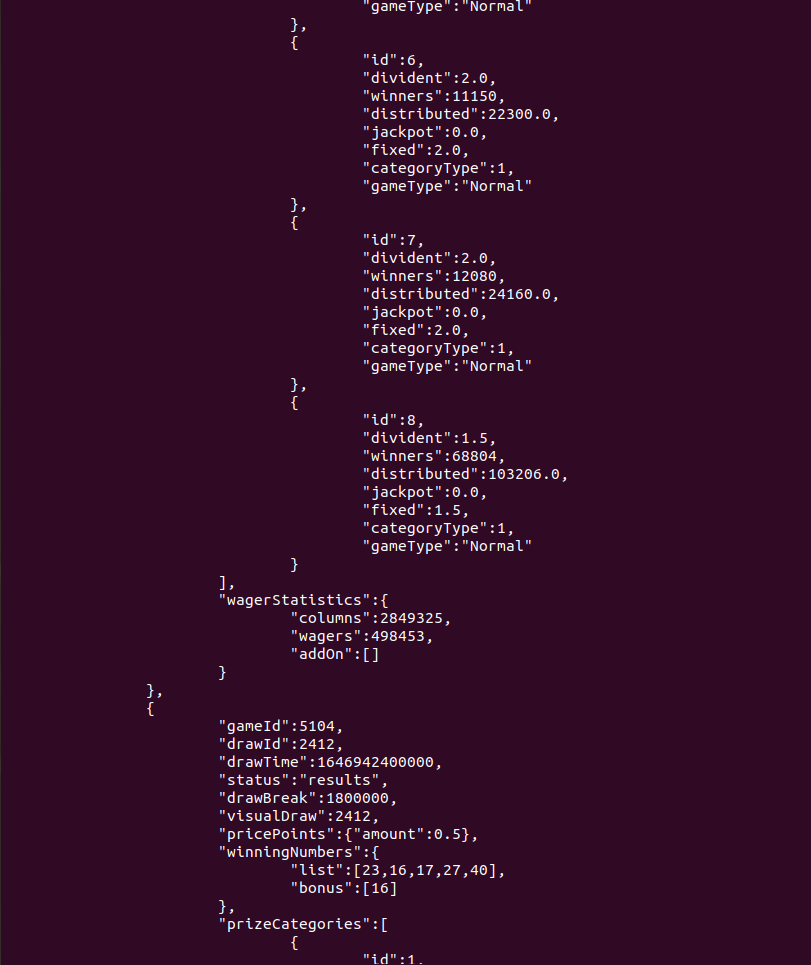 "gameType":"Normal"
},
{
"id":6,
"divident":2.0,
"winners":11150,
"distributed":22300.0,
"jackpot":0.0,
"fixed":2.0,
"categoryType":1,
"gameType":"Normal"
},
{
"id":7,
"divident":2.0,
"winners":12080,
"distributed":24160.0,
"jackpot":0.0,
"fixed":2.0,
"categoryType":1,
"gameType":"Normal"
},
{
"id":8,
"divident":1.5,
"winners":68804,
"distributed":103206.0,
"jackpot":0.0,
"fixed":1.5,
"categoryType":1,
"gameType":"Normal"
}
],
"wagerStatistics":{
"columns":2849325,
"wagers":498453,
"addOn":[]
}
},
{
"gameId":5104,
"drawId":2412,
"drawTime":1646942400000,
"status":"results",
"drawBreak":1800000,
"visualDraw":2412,
"pricePoints":{"amount":0.5},
"winningNumbers":{
"list":[23,16,17,27,40],
"bonus":[16]
},
"prizeCategories":[
{
"id":1,